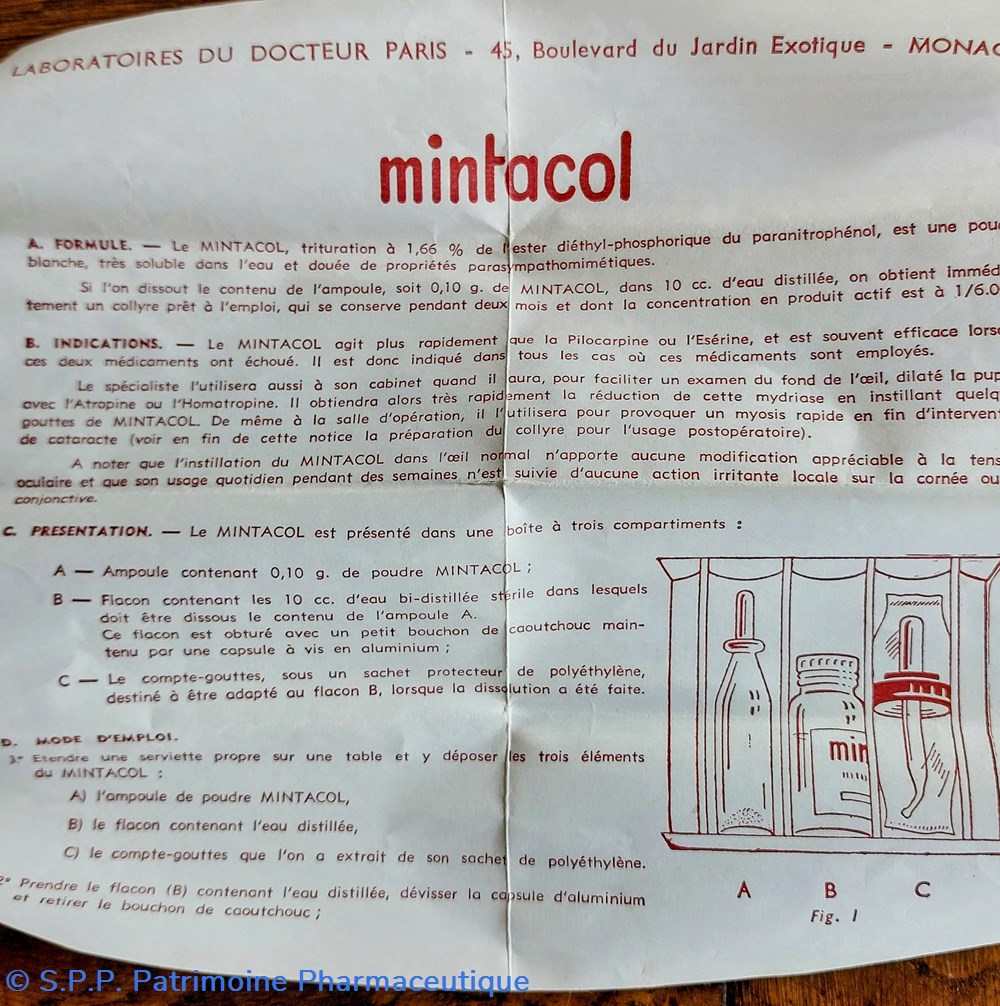 LABORATOIRES DU DOCTEUR PARIS - 45, Boulevard du Jardin Exotique - MONAC
mintacol
A. FORMULE. — Le MINTACOL, trituration à 1,66 % de l'ester diéthyl-phosphorique du paranitrophénol, est une poud
blanche, très soluble dans l'eau et douée de propriétés parasympathomimétiques.
Si l'on dissout le contenu de l'ampoule, soit 0,10 g. de MINTACOL, dans 10 cc. d'eau distillée, on obtient immédi
tement un collyre prêt à l'emploi, qui se conserve pendant deux mois et dont la concentration en produit actif est à 1/6.0
B. INDICATIONS. — Le MINTACOL agit plus rapidement que la Pilocarpine ou l'Esérine, et est souvent efficace lors
ces deux médicaments ont échoué. Il est donc indiqué dans tous les cas où ces médicaments sont employés.
Le spécialiste l'utilisera aussi à son cabinet quand il aura, pour faciliter un examen du fond de l'œil, dilaté la pup
avec l'Atropine ou l'Homatropine. Il obtiendra alors très rapidement la réduction de cette mydriase en instillant quelq
gouttes de MINTACOL. De même à la salle d'opération, il l'utilisera pour provoquer un myosis rapide en fin d'intervent
de cataracte (voir en fin de cette notice la préparation du collyre pour l'usage postopératoire).
A noter que l'instillation du MINTACOL dans l'œil normal n'apporte aucune modification appréciable à la tens
oculaire et que son usage quotidien pendant des semaines n'est suivie d'aucune action irritante locale sur la cornée ou
conjonctive.
C. PRESENTATION. — Le MINTACOL est présenté dans une boîte à trois compartiments :
A — Ampoule contenant 0,10 g. de poudre MINTACOL ;
B — Flacon contenant les 10 cc. d'eau bi-distillée stérile dans lesquels
doit être dissous le contenu de l'ampoule A.
Ce flacon est obturé avec un petit bouchon de caoutchouc main-
tenu par une capsule à vis en aluminium ;
C — Le compte-gouttes, sous un sachet protecteur de polyéthylène,
destiné à être adapté au flacon B, lorsque la dissolution a été faite.
D. MODE D'EMPLOI.
Etendre une serviette propre sur une table et y déposer les trois éléments
du MINTACOL :
A) l'ampoule de poudre MINTACOL,
B) le flacon contenant l'eau distillée,
C) le compte-gouttes que l'on a extrait de son sachet de polyéthylène.
2° Prendre le flacon (B) contenant l'eau distillée, dévisser la capsule d'aluminium
et retirer le bouchon de caoutchouc ;
min
A B C
Fig. 1
© S.P.P. Patrimoine Pharmaceutique